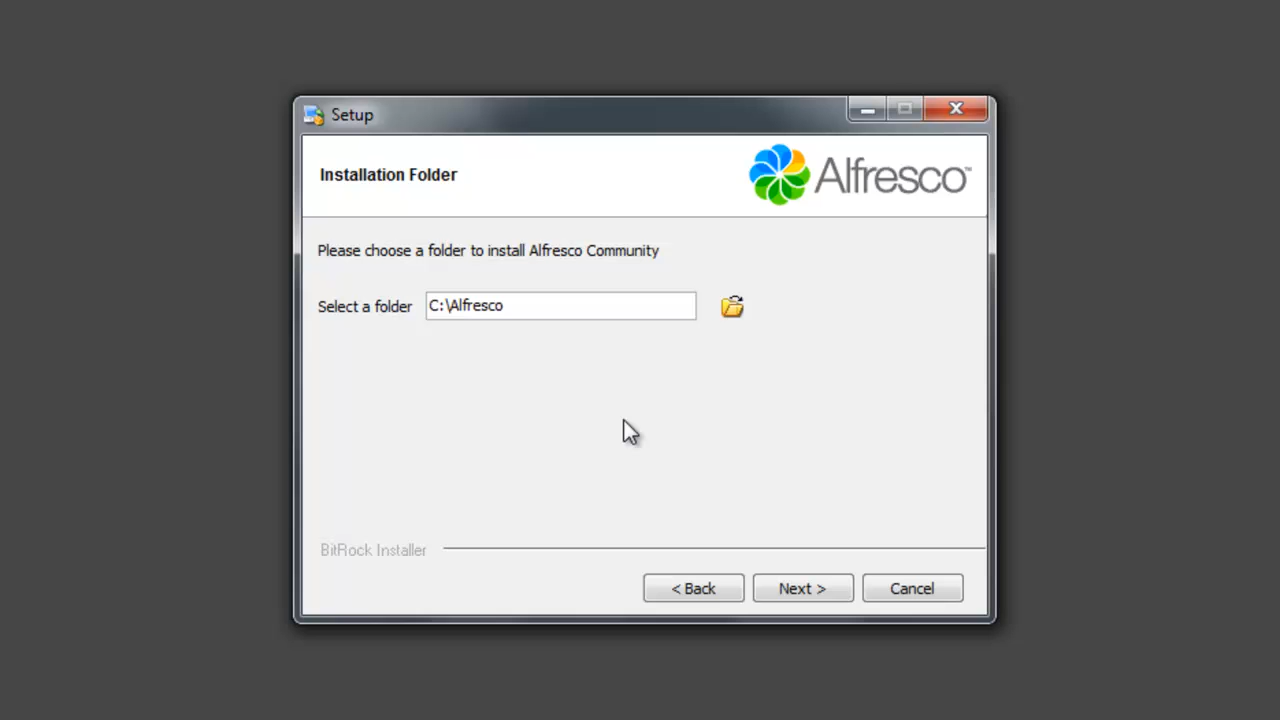 Setup
Installation Folder
Alfresco™
Please choose a folder to install Alfresco Community
Select a folder C:\Alfresco
BitRock Installer
< Back Next > Cancel